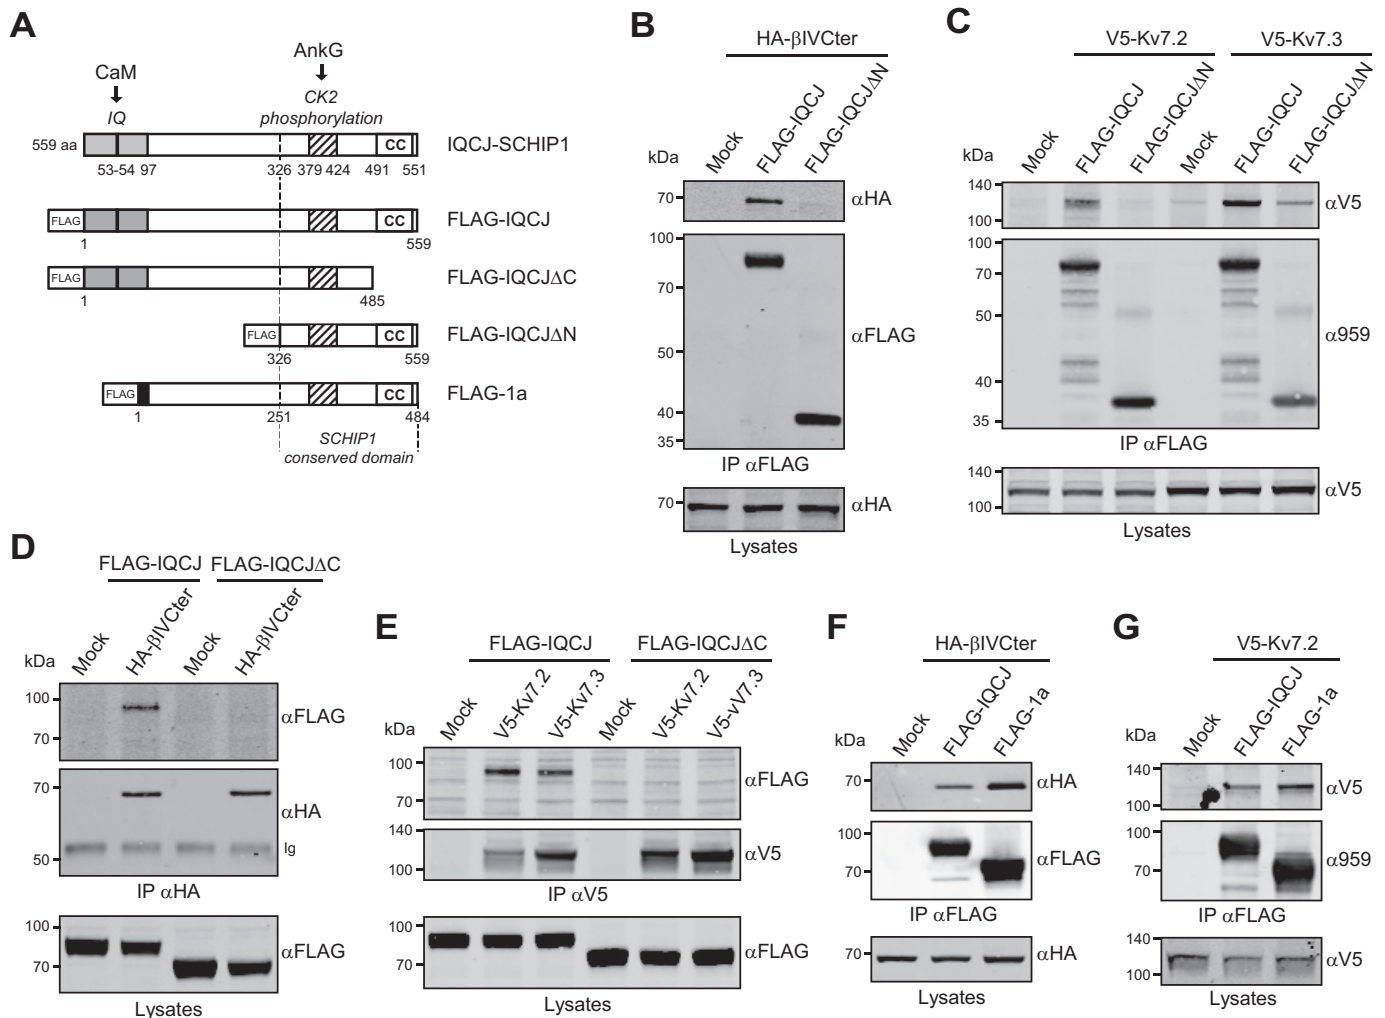 A
AnkG
CaM
IQ
CK2
phosphorylation
559 aa
CC
IQCJ-SCHIP1
53-54 97
326 379 424 491 551
FLAG
CC
FLAG-IQCJ
1
559
FLAG
FLAG-IQCJΔC
1
485
FLAG
CC
FLAG-IQCJΔN
326
559
FLAG
CC
FLAG-1a
1
251
484
SCHIP1
conserved domain
B
HA-βIVCter
kDa
Mock
FLAG-IQCJ
FLAG-IQCJΔN
70
αHA
100
70
50
40
35
αFLAG
IP αFLAG
70
αHA
Lysates
C
V5-Kv7.2
V5-Kv7.3
kDa
Mock
FLAG-IQCJ
FLAG-IQCJΔN
Mock
FLAG-IQCJ
FLAG-IQCJΔN
140
100
αV5
100
70
50
40
35
α959
IP αFLAG
140
100
αV5
Lysates
D
FLAG-IQCJ
FLAG-IQCJΔC
kDa
Mock
HA-βIVCter
Mock
HA-βIVCter
100
70
αFLAG
70
50
αHA
Ig
IP αHA
100
70
αFLAG
Lysates
E
FLAG-IQCJ
FLAG-IQCJΔC
kDa
Mock
V5-Kv7.2
V5-Kv7.3
Mock
V5-Kv7.2
V5-vV7.3
100
70
αFLAG
140
100
αV5
IP αV5
100
70
αFLAG
Lysates
F
HA-βIVCter
kDa
Mock
FLAG-IQCJ
FLAG-1a
70
αHA
100
70
αFLAG
IP αFLAG
70
αHA
Lysates
G
V5-Kv7.2
kDa
Mock
FLAG-IQCJ
FLAG-1a
140
100
αV5
100
70
α959
IP αFLAG
140
100
αV5
Lysates